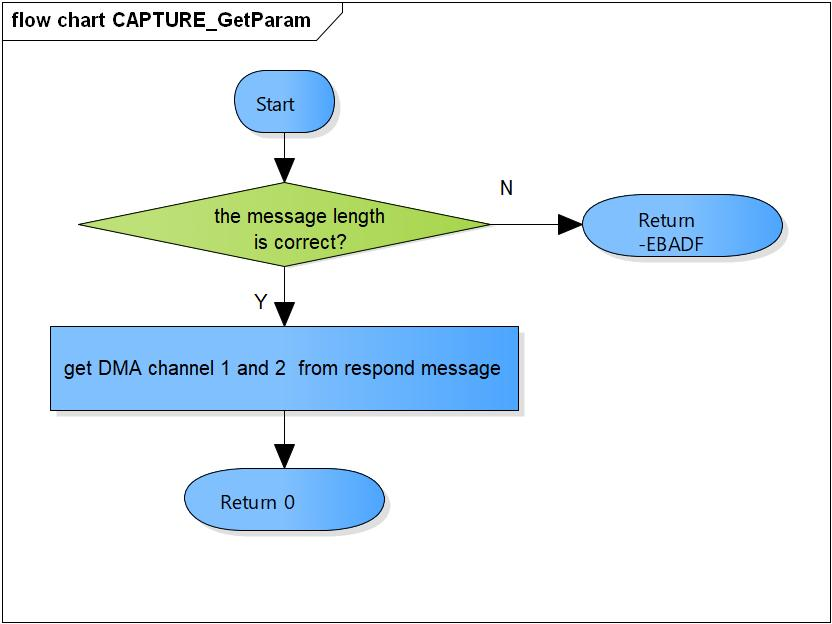 flow chart CAPTURE_GetParam
Start
the message length
is correct?
N
Return
-EBADF
Y
get DMA channel 1 and 2  from respond message
Return 0